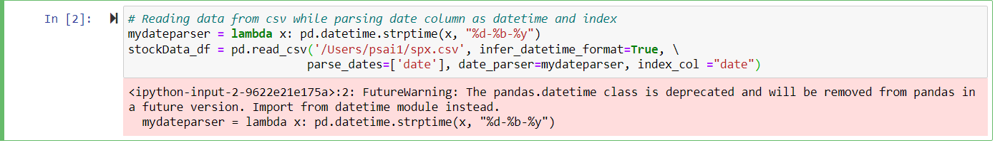 In [2]:
# Reading data from csv while parsing date column as datetime and index
mydateparser = lambda x: pd.datetime.strptime(x, "%d-%b-%y")
stockData_df = pd.read_csv('/Users/psai1/spx.csv', infer_datetime_format=True, \
parse_dates=['date'], date_parser=mydateparser, index_col ="date")
<ipython-input-2-9622e21e175a>:2: FutureWarning: The pandas.datetime class is deprecated and will be removed from pandas in
a future version. Import from datetime module instead.
mydateparser = lambda x: pd.datetime.strptime(x, "%d-%b-%y")